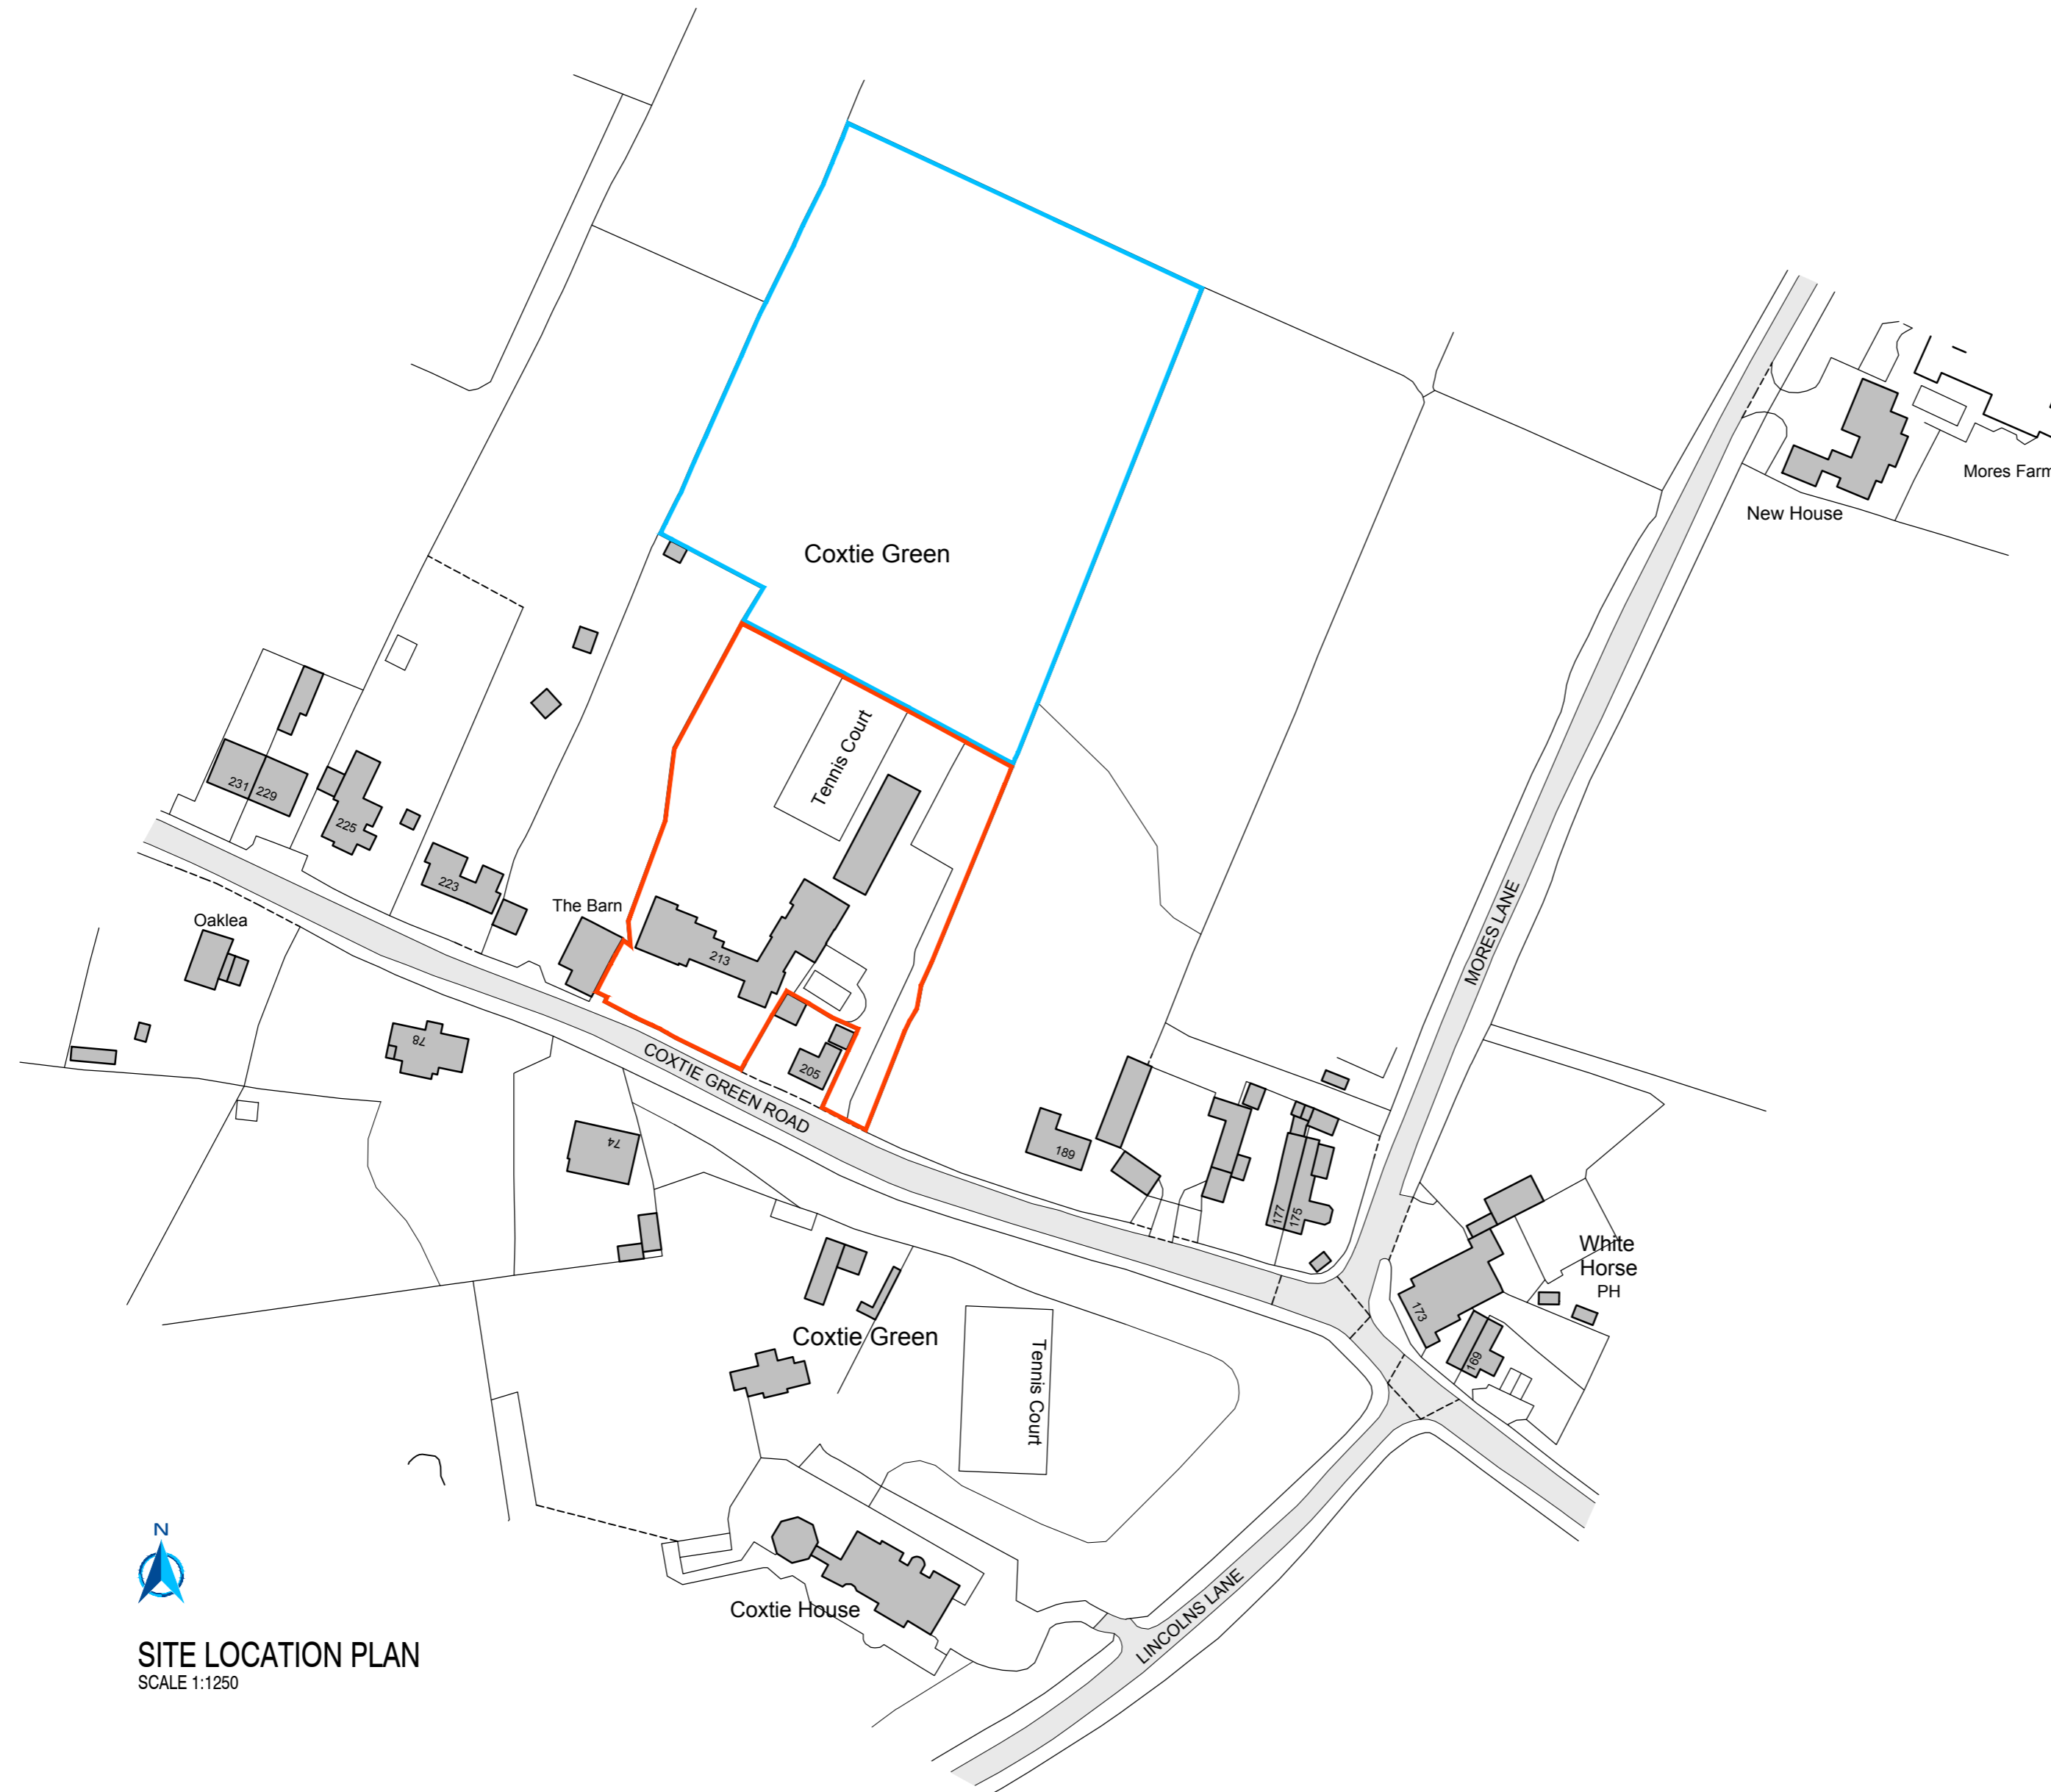 Mores Farm
New House
Coxtie Green
Tennis Court
231
229
225
223
The Barn
213
Oaklea
MORES LANE
78
COXTIE GREEN ROAD
205
74
189
177
175
White
Horse
PH
173
169
Coxtie Green
Tennis Court
N
Coxtie House
LINCOLNS LANE
SITE LOCATION PLAN
SCALE 1:1250